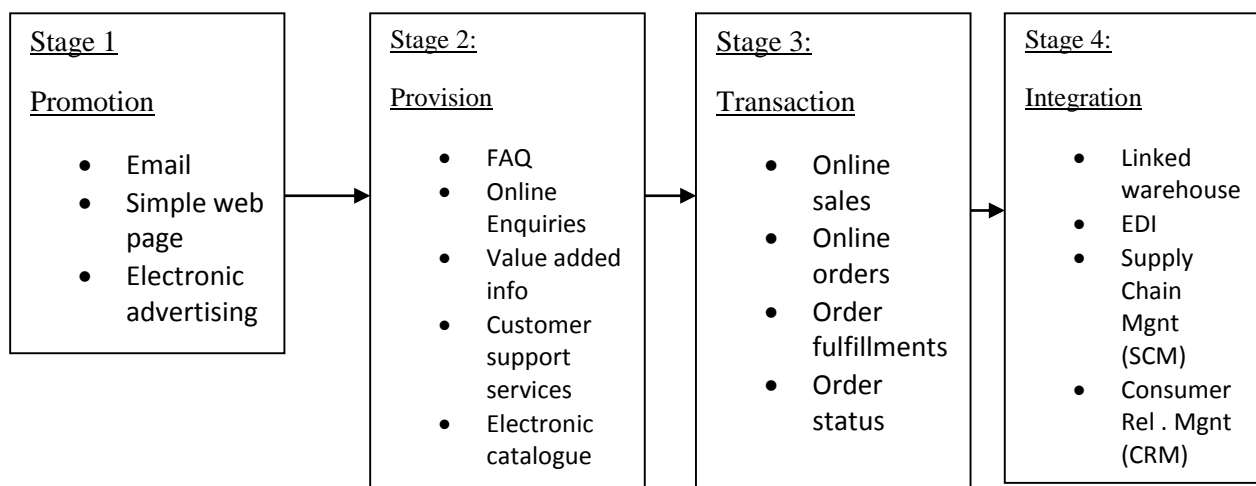 Stage 1
Promotion
• Email
• Simple web
page
• Electronic
advertising
Stage 2:
Provision
• FAQ
• Online
Enquiries
• Value added
info
• Customer
support
services
• Electronic
catalogue
Stage 3:
Transaction
• Online
sales
• Online
orders
• Order
fulfillments
• Order
status
Stage 4:
Integration
• Linked
warehouse
• EDI
• Supply
Chain
Mgnt
(SCM)
• Consumer
Rel . Mgnt
(CRM)